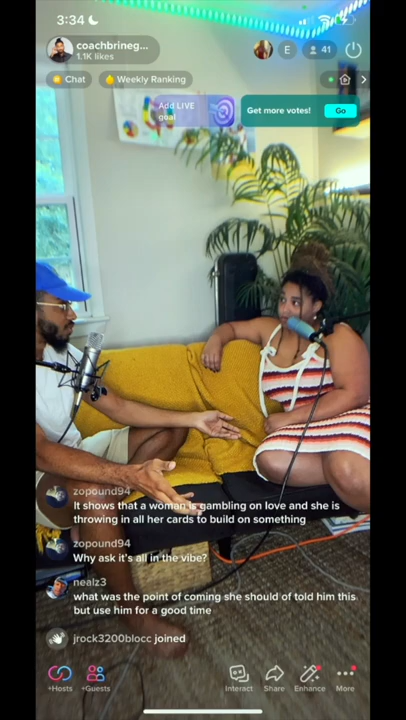 3:34
coachbrineg...
1.1K likes
E
41
Chat
Weekly Ranking
Add LIVE
goal
Get more votes!
Go
zopound94
It shows that a woman is gambling on love and she is
throwing in all her cards to build on something
zopound94
Why ask it's all in the vibe?
nealz3
what was the point of coming she should of told him this
but use him for a good time
jrock3200blocc joined
+Hosts
+Guests
Interact
Share
Enhance
More